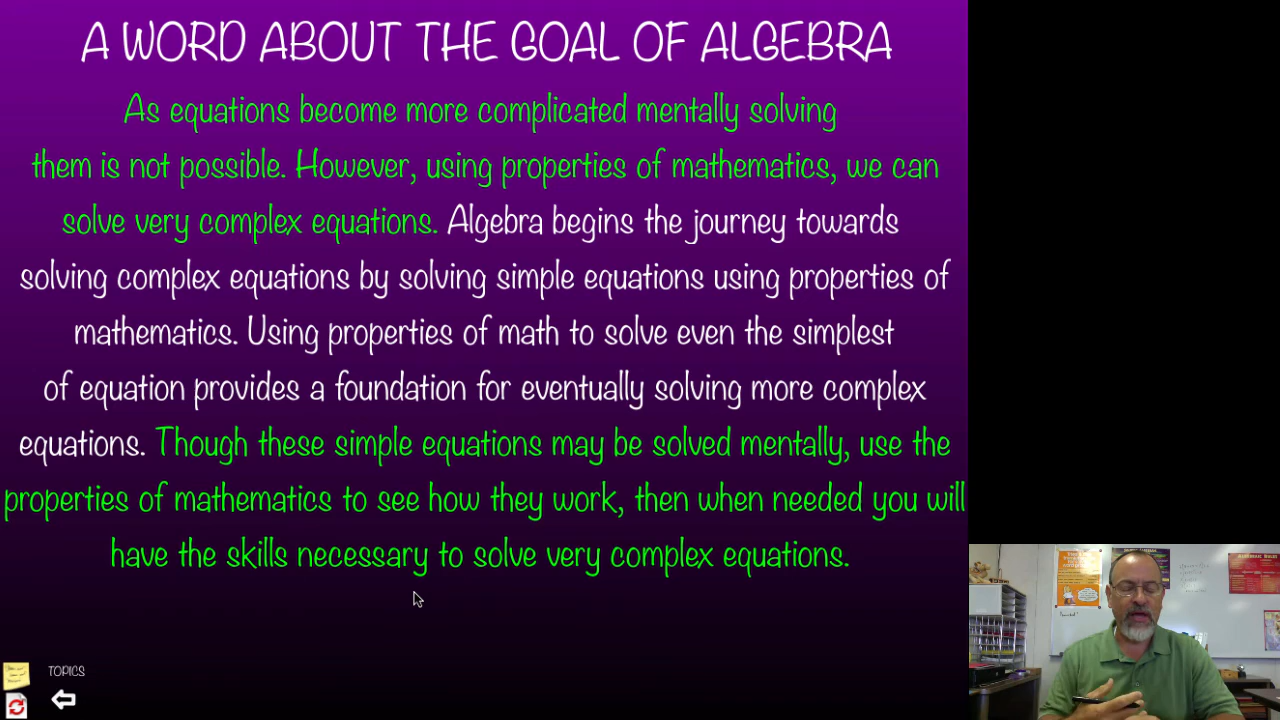 A WORD ABOUT THE GOAL OF ALGEBRA
As equations become more complicated mentally solving
them is not possible. However, using properties of mathematics, we can
solve very complex equations. Algebra begins the journey towards
solving complex equations by solving simple equations using properties of
mathematics. Using properties of math to solve even the simplest
of equation provides a foundation for eventually solving more complex
equations. Though these simple equations may be solved mentally, use the
properties of mathematics to see how they work, then when needed you will
have the skills necessary to solve very complex equations.
TOPICS